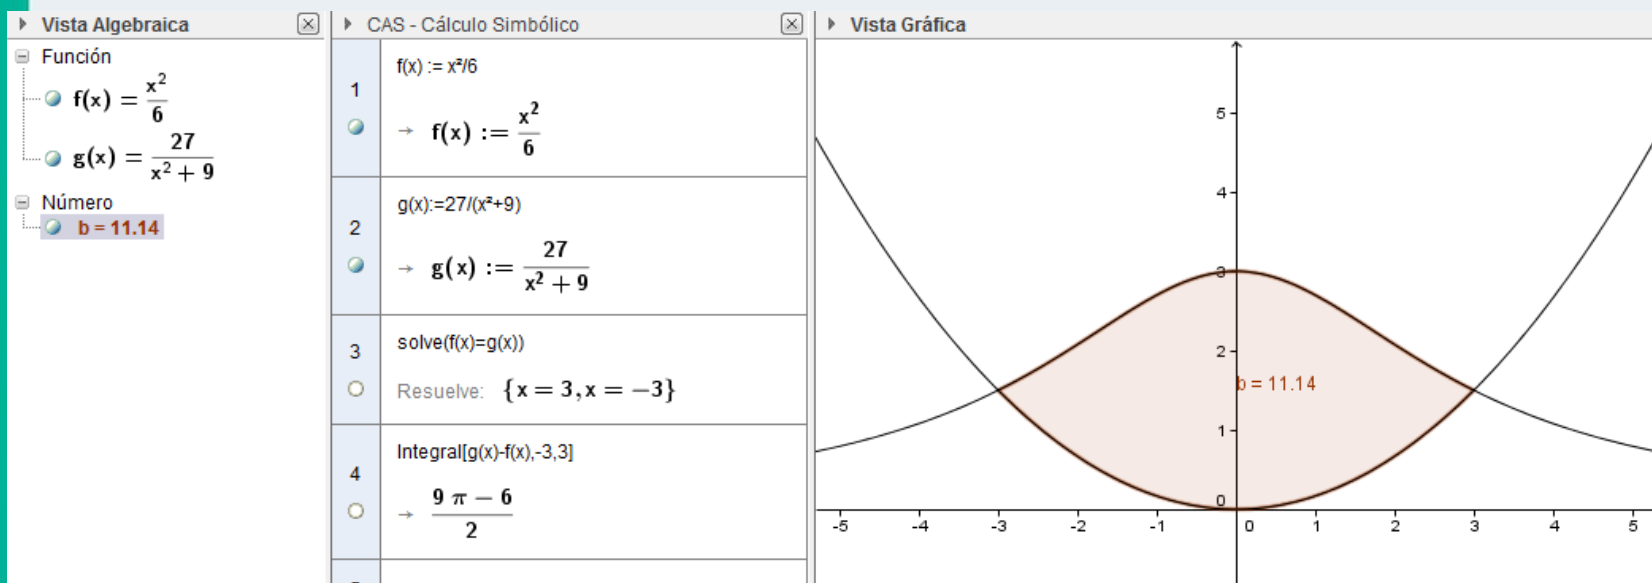 Vista Algebraica
Función
f(x) = x²/6
g(x) = 27/(x² + 9)
Número
b = 11.14
CAS - Cálculo Simbólico
1
f(x) := x²/6
→ f(x) := x²/6
2
g(x):=27/(x²+9)
→ g(x) := 27/(x² + 9)
3
solve(f(x)=g(x))
Resuelve: {x = 3, x = −3}
4
Integral[g(x)-f(x),-3,3]
→ (9 π − 6)/2
Vista Gráfica
5
4
3
2
b = 11.14
1
0
-5 -4 -3 -2 -1 0 1 2 3 4 5